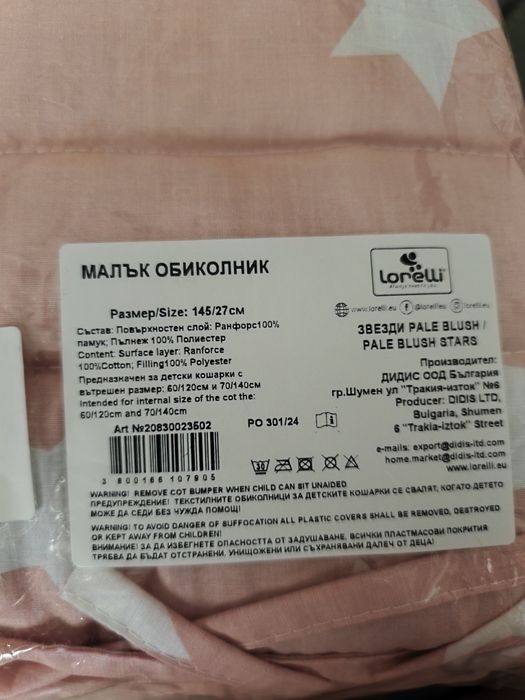 МАЛЪК ОБИКОЛНИК
lorelli
Размер/Size: 145/27см
www.lorelli.eu
Състав: Повърхностен слой: Ранфорс100%
памук; Пълнеж 100% Полиестер
Content: Surface layer: Ranforce
100%Cotton; Filling100% Polyester
Предназначен за детски кошарки с
вътрешен размер: 60/120см и 70/140см
Intended for internal size of the cot the:
60/120cm and 70/140cm
ЗВЕЗДИ PALE BLUSH /
PALE BLUSH STARS
Производител:
ДИДИС ООД България
гр.Шумен ул "Тракия-изток" №6
Producer: DIDIS LTD,
Bulgaria, Shumen
6 "Trakia-iztok" Street
Art №20830023502
PO 301/24
3 800166 107905
e-mails: export@didis-ltd.com
home.market@didis-ltd.com
www.lorelli.eu
WARNING! REMOVE COT BUMPER WHEN CHILD CAN SIT UNAIDED
ПРЕДУПРЕЖДЕНИЕ! ТЕКСТИЛНИТЕ ОБИКОЛНИЦИ ЗА ДЕТСКИТЕ КОШАРКИ СЕ СВАЛЯТ, КОГАТО ДЕТЕТО
МОЖЕ ДА СЕДИ БЕЗ ЧУЖДА ПОМОЩ!
WARNING! TO AVOID DANGER OF SUFFOCATION ALL PLASTIC COVERS SHALL BE REMOVED, DESTROYED
OR KEPT AWAY FROM CHILDREN!
ВНИМАНИЕ! ЗА ДА ИЗБЕГНЕТЕ ОПАСНОСТТА ОТ ЗАДУШАВАНЕ, ВСИЧКИ ПЛАСТМАСОВИ ПОКРИТИЯ
ТРЯБВА ДА БЪДАТ ОТСТРАНЕНИ, УНИЩОЖЕНИ ИЛИ СЪХРАНЯВАНИ ДАЛЕЧ ОТ ДЕЦА!